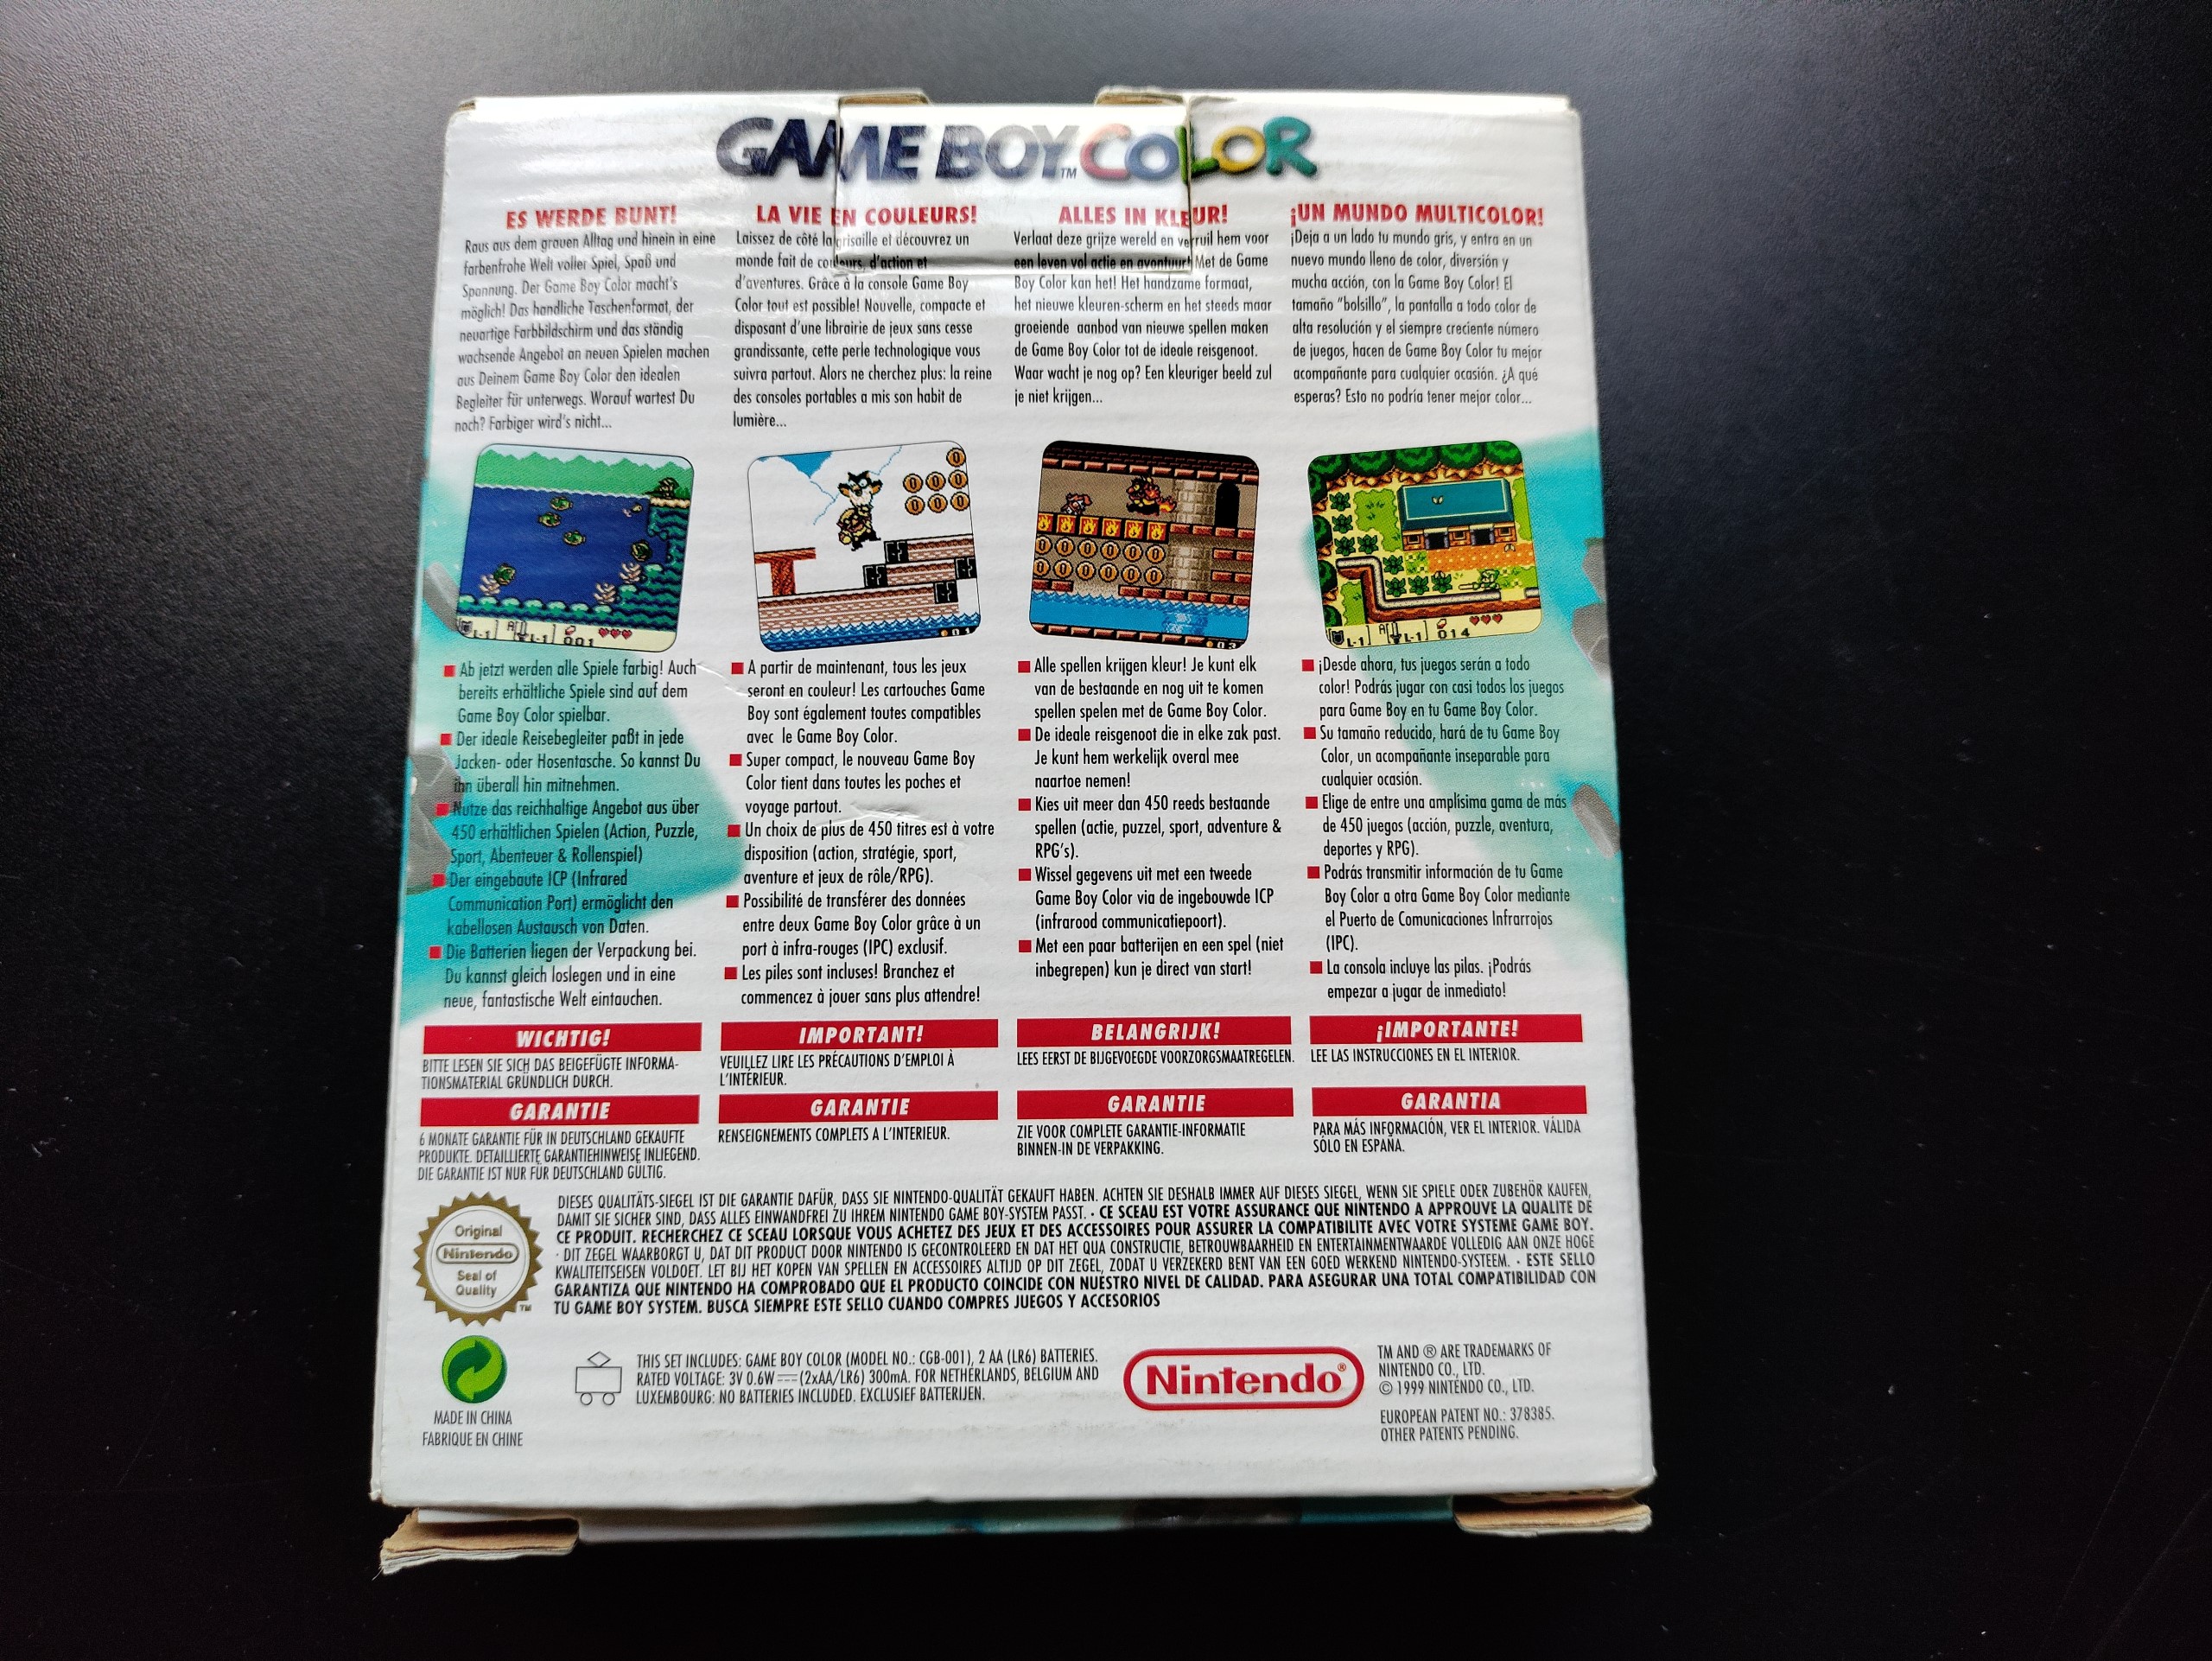 GAME BOY™ COLOR
ES WERDE BUNT!
Raus aus dem grauen Alltag und hinein in eine
farbenfrohe Welt voller Spiel, Spaß und
Spannung. Der Game Boy Color macht's
möglich! Das handliche Taschenformat, der
neuartige Farbbildschirm und das ständig
wachsende Angebot an neuen Spielen machen
aus Deinem Game Boy Color den idealen
Begleiter für unterwegs. Worauf wartest Du
noch? Farbiger wird's nicht...
LA VIE EN COULEURS!
Laissez de côté la grisaille et découvrez un
monde fait de couleurs, d'action et
d'aventures. Grâce à la console Game Boy
Color tout est possible! Nouvelle, compacte et
disposant d'une librairie de jeux sans cesse
grandissante, cette perle technologique vous
suivra partout. Alors ne cherchez plus: la reine
des consoles portables a mis son habit de
lumière...
ALLES IN KLEUR!
Verlaat deze grijze wereld en verruil hem voor
een leven vol actie en avontuur! Met de Game
Boy Color kan het! Het handzame formaat,
het nieuwe kleuren-scherm en het steeds maar
groeiende aanbod van nieuwe spellen maken
de Game Boy Color tot de ideale reisgenoot.
Waar wacht je nog op? Een kleuriger beeld zul
je niet krijgen...
¡UN MUNDO MULTICOLOR!
¡Deja a un lado tu mundo gris, y entra en un
nuevo mundo lleno de color, diversión y
mucha acción, con la Game Boy Color! El
tamaño "bolsillo", la pantalla a todo color de
alta resolución y el siempre creciente número
de juegos, hacen de Game Boy Color tu mejor
acompañante para cualquier ocasión. ¿A qué
esperas? Esto no podría tener mejor color...
L-1 A L-1 001
01
03
L-1 A L-1 014
Ab jetzt werden alle Spiele farbig! Auch
bereits erhältliche Spiele sind auf dem
Game Boy Color spielbar.
Der ideale Reisebegleiter paßt in jede
Jacken- oder Hosentasche. So kannst Du
ihn überall hin mitnehmen.
Nutze das reichhaltige Angebot aus über
450 erhältlichen Spielen (Action, Puzzle,
Sport, Abenteuer & Rollenspiel)
Der eingebaute ICP (Infrared
Communication Port) ermöglicht den
kabellosen Austausch von Daten.
Die Batterien liegen der Verpackung bei.
Du kannst gleich loslegen und in eine
neue, fantastische Welt eintauchen.
A partir de maintenant, tous les jeux
seront en couleur! Les cartouches Game
Boy sont également toutes compatibles
avec le Game Boy Color.
Super compact, le nouveau Game Boy
Color tient dans toutes les poches et
voyage partout.
Un choix de plus de 450 titres est à votre
disposition (action, stratégie, sport,
aventure et jeux de rôle/RPG).
Possibilité de transférer des données
entre deux Game Boy Color grâce à un
port à infra-rouges (IPC) exclusif.
Les piles sont incluses! Branchez et
commencez à jouer sans plus attendre!
Alle spellen krijgen kleur! Je kunt elk
van de bestaande en nog uit te komen
spellen spelen met de Game Boy Color.
De ideale reisgenoot die in elke zak past.
Je kunt hem werkelijk overal mee
naartoe nemen!
Kies uit meer dan 450 reeds bestaande
spellen (actie, puzzel, sport, adventure &
RPG's).
Wissel gegevens uit met een tweede
Game Boy Color via de ingebouwde ICP
(infrarood communicatiepoort).
Met een paar batterijen en een spel (niet
inbegrepen) kun je direct van start!
¡Desde ahora, tus juegos serán a todo
color! Podrás jugar con casi todos los juegos
para Game Boy en tu Game Boy Color.
Su tamaño reducido, hará de tu Game Boy
Color, un acompañante inseparable para
cualquier ocasión.
Elige de entre una amplísima gama de más
de 450 juegos (acción, puzzle, aventura,
deportes y RPG).
Podrás transmitir información de tu Game
Boy Color a otra Game Boy Color mediante
el Puerto de Comunicaciones Infrarrojos
(IPC).
La consola incluye las pilas. ¡Podrás
empezar a jugar de inmediato!
WICHTIG!
BITTE LESEN SIE SICH DAS BEIGEFÜGTE INFORMA-
TIONSMATERIAL GRÜNDLICH DURCH.
IMPORTANT!
VEUILLEZ LIRE LES PRÉCAUTIONS D'EMPLOI À
L'INTÉRIEUR.
BELANGRIJK!
LEES EERST DE BIJGEVOEGDE VOORZORGSMAATREGELEN.
¡IMPORTANTE!
LEE LAS INSTRUCCIONES EN EL INTERIOR.
GARANTIE
6 MONATE GARANTIE FÜR IN DEUTSCHLAND GEKAUFTE
PRODUKTE. DETAILLIERTE GARANTIEHINWEISE INLIEGEND.
DIE GARANTIE IST NUR FÜR DEUTSCHLAND GÜLTIG.
GARANTIE
RENSEIGNEMENTS COMPLETS A L'INTERIEUR.
GARANTIE
ZIE VOOR COMPLETE GARANTIE-INFORMATIE
BINNEN-IN DE VERPAKKING.
GARANTIA
PARA MÁS INFORMACIÓN, VER EL INTERIOR. VÁLIDA
SÓLO EN ESPAÑA.
Original
Nintendo
Seal of
Quality
TM
DIESES QUALITÄTS-SIEGEL IST DIE GARANTIE DAFÜR, DASS SIE NINTENDO-QUALITÄT GEKAUFT HABEN. ACHTEN SIE DESHALB IMMER AUF DIESES SIEGEL, WENN SIE SPIELE ODER ZUBEHÖR KAUFEN,
DAMIT SIE SICHER SIND, DASS ALLES EINWANDFREI ZU IHREM NINTENDO GAME BOY-SYSTEM PASST. · CE SCEAU EST VOTRE ASSURANCE QUE NINTENDO A APPROUVE LA QUALITE DE
CE PRODUIT. RECHERCHEZ CE SCEAU LORSQUE VOUS ACHETEZ DES JEUX ET DES ACCESSOIRES POUR ASSURER LA COMPATIBILITE AVEC VOTRE SYSTEME GAME BOY.
· DIT ZEGEL WAARBORGT U, DAT DIT PRODUCT DOOR NINTENDO IS GECONTROLEERD EN DAT HET QUA CONSTRUCTIE, BETROUWBAARHEID EN ENTERTAINMENTWAARDE VOLLEDIG AAN ONZE HOGE
KWALITEITSEISEN VOLDOET. LET BIJ HET KOPEN VAN SPELLEN EN ACCESSOIRES ALTIJD OP DIT ZEGEL, ZODAT U VERZEKERD BENT VAN EEN GOED WERKEND NINTENDO-SYSTEEM. · ESTE SELLO
GARANTIZA QUE NINTENDO HA COMPROBADO QUE EL PRODUCTO COINCIDE CON NUESTRO NIVEL DE CALIDAD. PARA ASEGURAR UNA TOTAL COMPATIBILIDAD CON
TU GAME BOY SYSTEM. BUSCA SIEMPRE ESTE SELLO CUANDO COMPRES JUEGOS Y ACCESORIOS
MADE IN CHINA
FABRIQUE EN CHINE
THIS SET INCLUDES: GAME BOY COLOR (MODEL NO.: CGB-001), 2 AA (LR6) BATTERIES.
RATED VOLTAGE: 3V 0.6W ⎓ (2xAA/LR6) 300mA. FOR NETHERLANDS, BELGIUM AND
LUXEMBOURG: NO BATTERIES INCLUDED. EXCLUSIEF BATTERIJEN.
Nintendo®
TM AND ® ARE TRADEMARKS OF
NINTENDO CO., LTD.
© 1999 NINTENDO CO., LTD.
EUROPEAN PATENT NO.: 378385.
OTHER PATENTS PENDING.